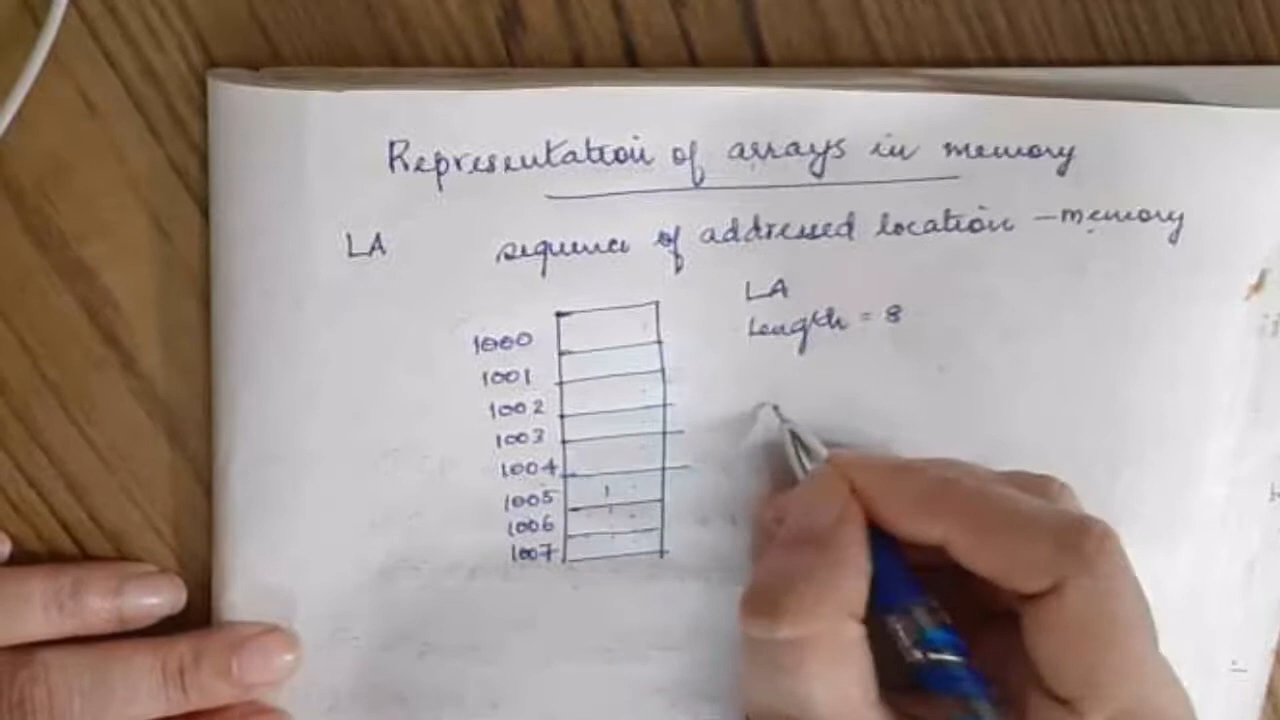 Representation of arrays in memory
LA sequence of addressed location - memory
LA
Length = 8
1000
1001
1002
1003
1004
1005
1006
1007